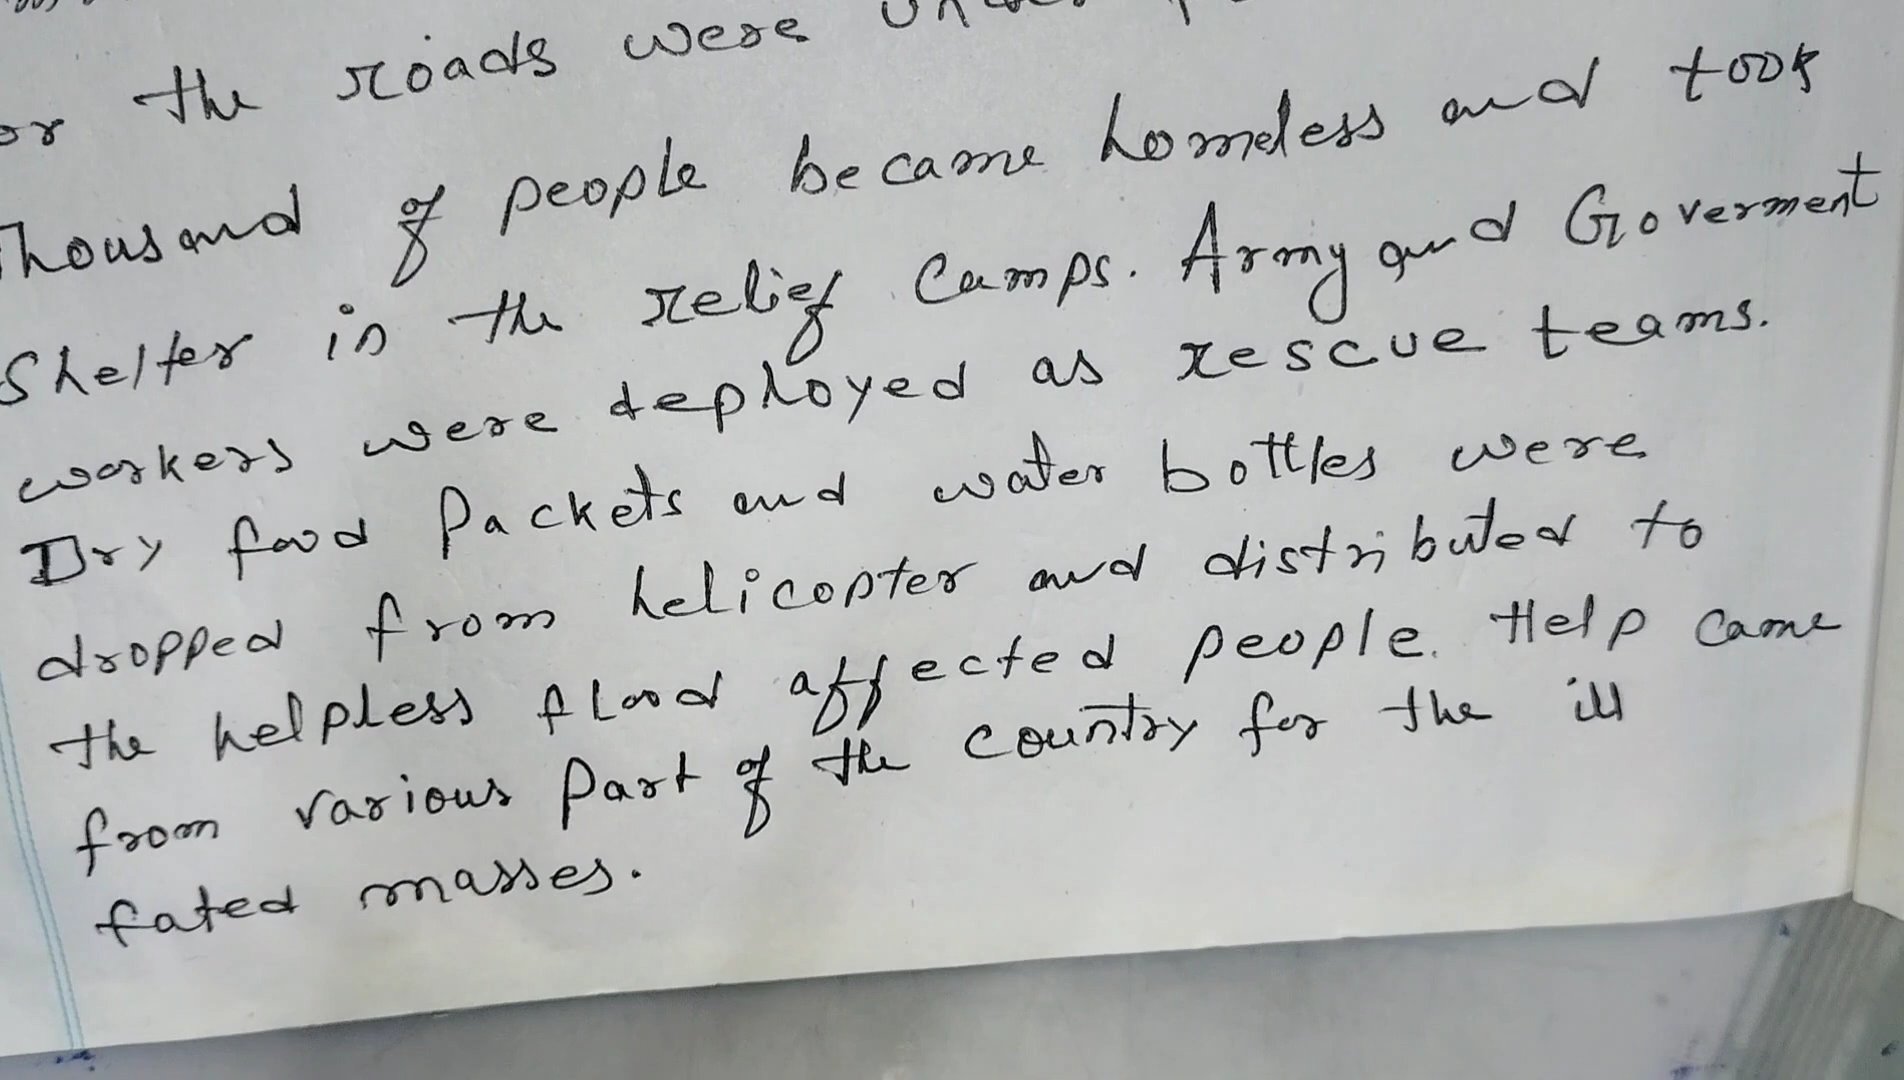 or the roads were
Thousand of people became homeless and took
Shelter in the relief Camps. Army and Goverment
workers were deployed as rescue teams.
Dry food Packets and water bottles were
dropped from helicopter and distributed to
the helpless flood affected people. Help came
from various Part of the country for the ill
fated masses.